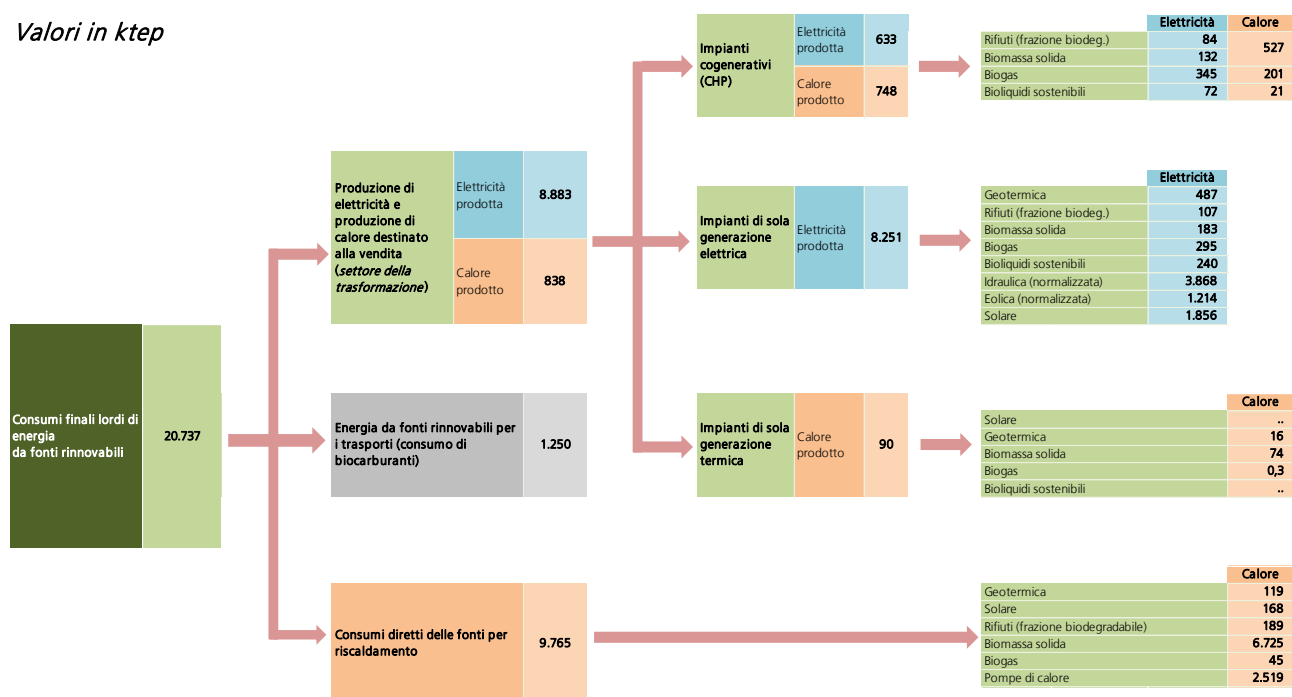 Valori in ktep
Consumi finali lordi di
energia
da fonti rinnovabili
20.737
Produzione di
elettricità e
produzione di
calore destinato
alla vendita
(settore della
trasformazione)
Elettricità
prodotta
8.883
Calore
prodotto
838
Energia da fonti rinnovabili per
i trasporti (consumo di
biocarburanti)
1.250
Consumi diretti delle fonti per
riscaldamento
9.765
Impianti
cogenerativi
(CHP)
Elettricità
prodotta
633
Calore
prodotto
748
Impianti di sola
generazione
elettrica
Elettricità
prodotta
8.251
Impianti di sola
generazione
termica
Calore
prodotto
90
Elettricità Calore
Rifiuti (frazione biodeg.) 84 527
Biomassa solida 132
Biogas 345 201
Bioliquidi sostenibili 72 21
Elettricità
Geotermica 487
Rifiuti (frazione biodeg.) 107
Biomassa solida 183
Biogas 295
Bioliquidi sostenibili 240
Idraulica (normalizzata) 3.868
Eolica (normalizzata) 1.214
Solare 1.856
Calore
Solare ..
Geotermica 16
Biomassa solida 74
Biogas 0,3
Bioliquidi sostenibili ..
Calore
Geotermica 119
Solare 168
Rifiuti (frazione biodegradabile) 189
Biomassa solida 6.725
Biogas 45
Pompe di calore 2.519